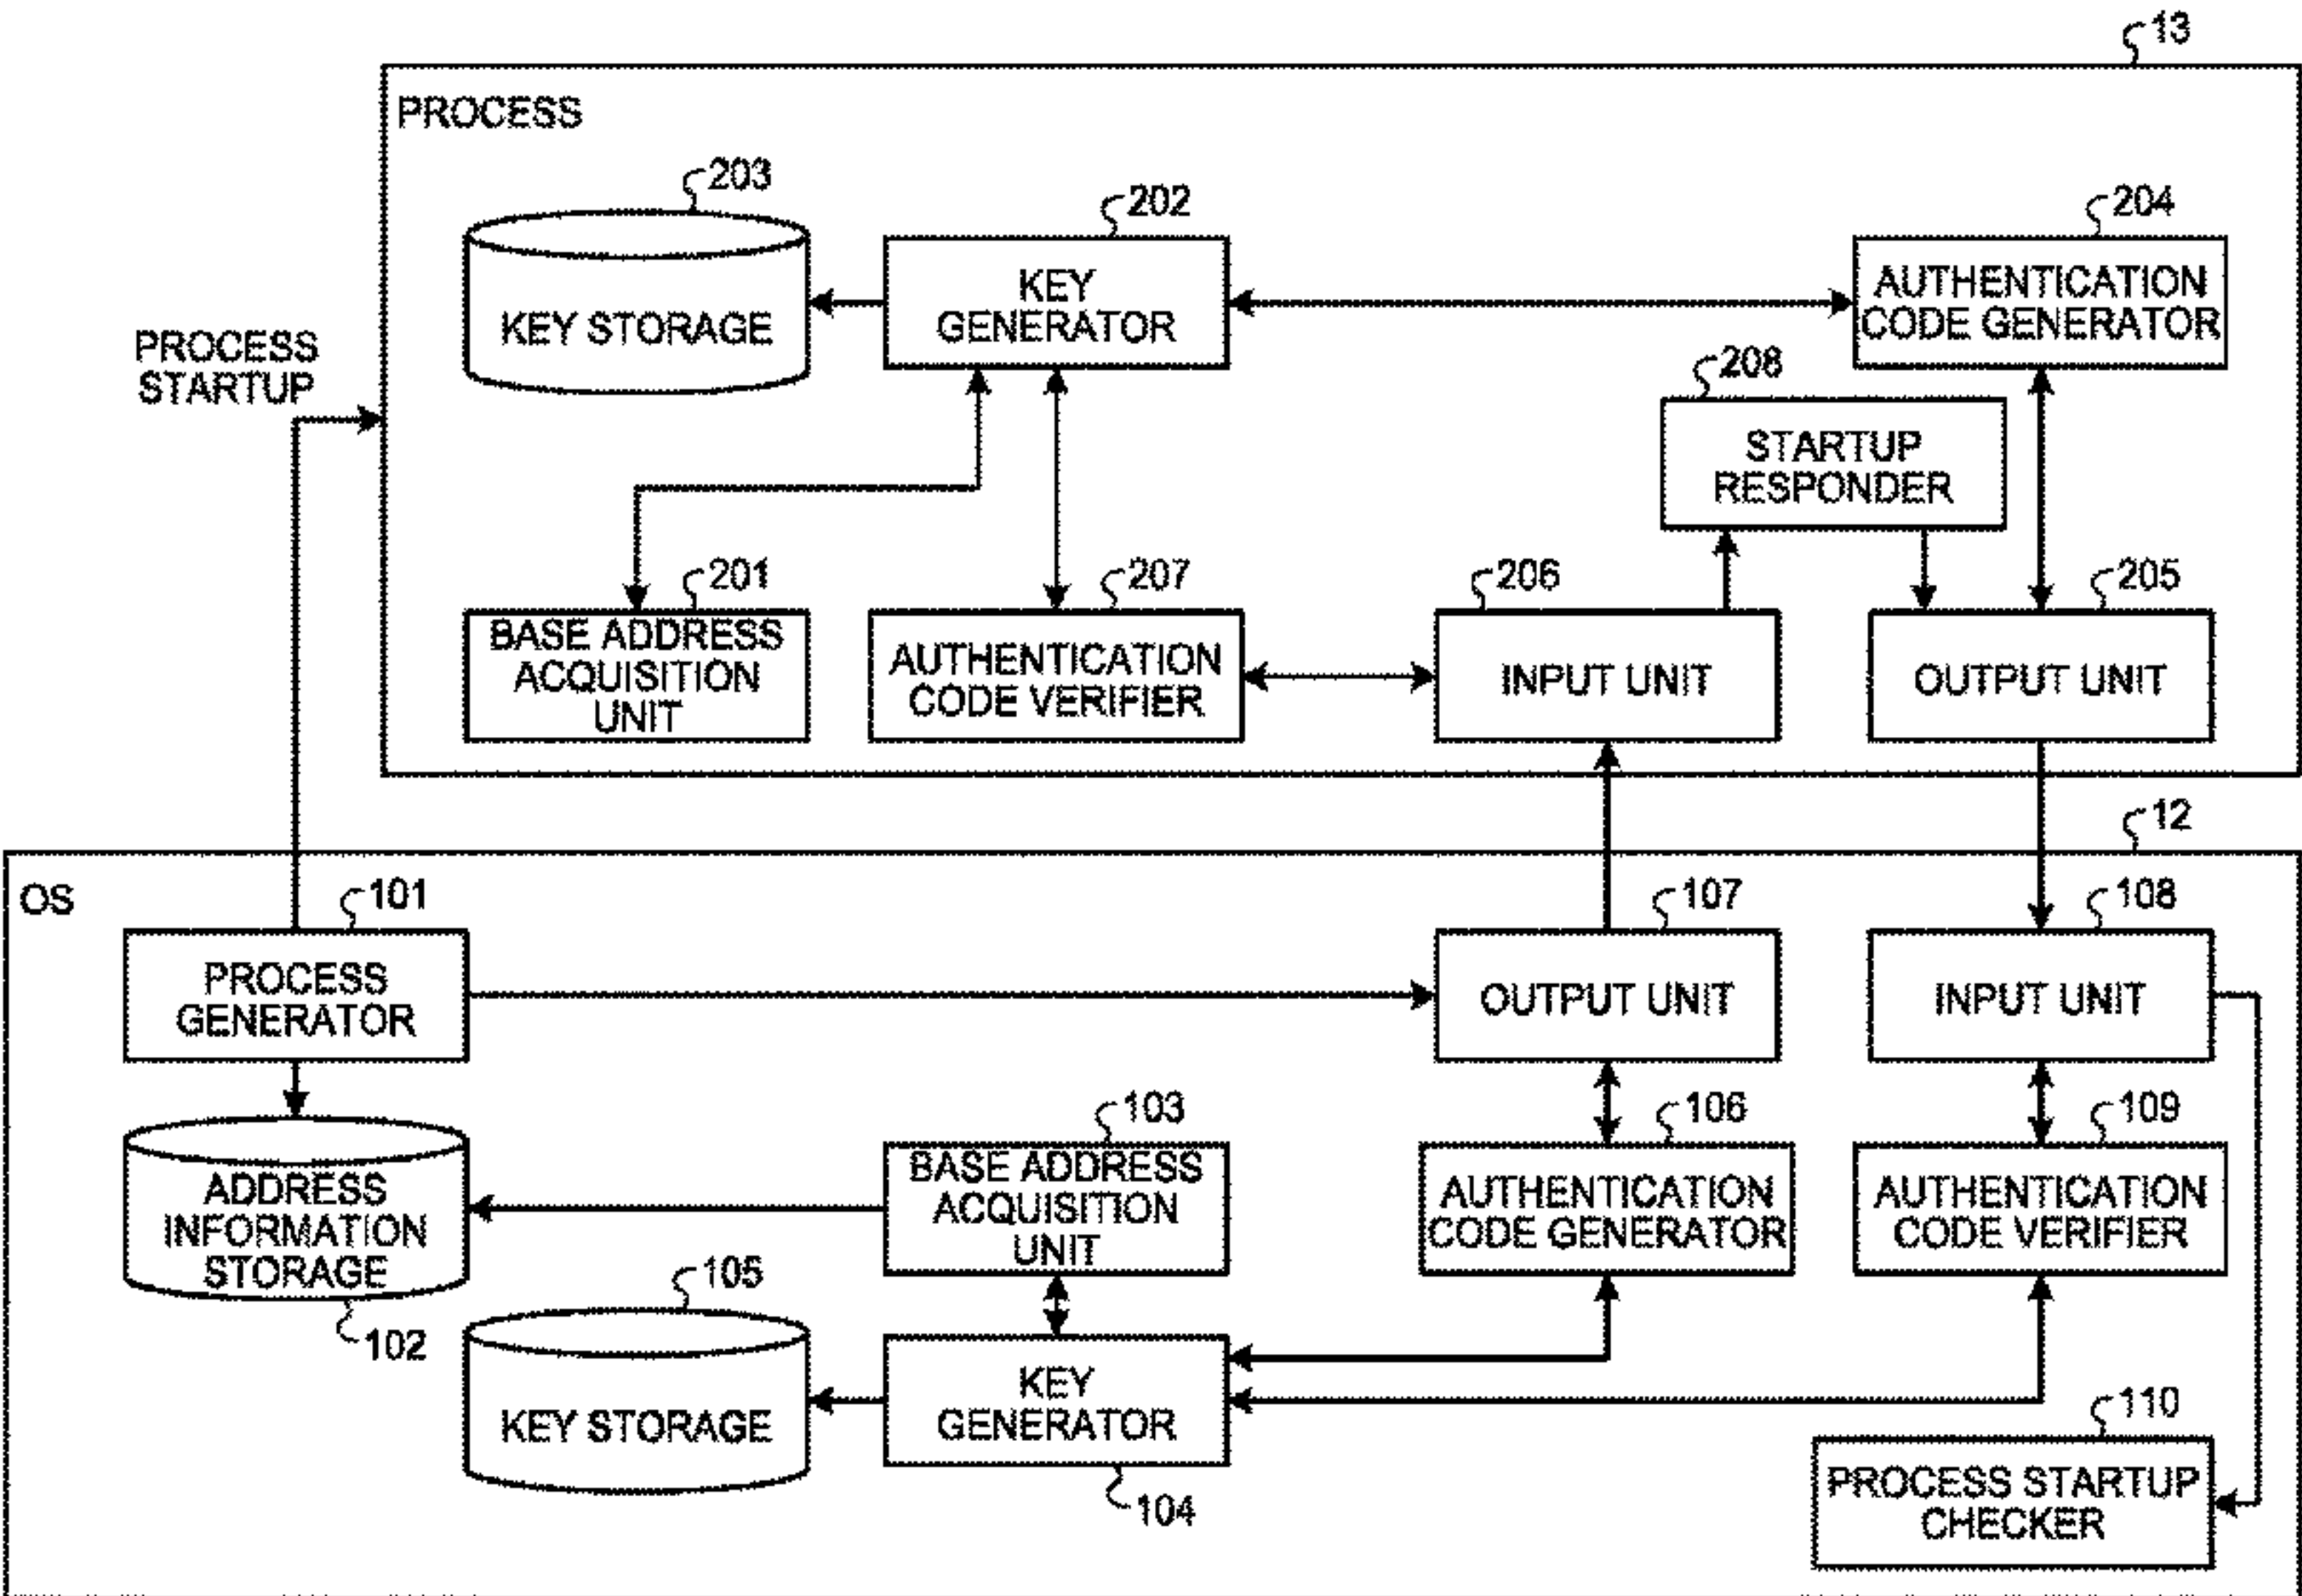 13
PROCESS
203
202
204
KEY STORAGE
KEY
GENERATOR
AUTHENTICATION
CODE GENERATOR
PROCESS
STARTUP
208
STARTUP
RESPONDER
201
207
206
205
BASE ADDRESS
ACQUISITION
UNIT
AUTHENTICATION
CODE VERIFIER
INPUT UNIT
OUTPUT UNIT
12
OS
101
107
108
PROCESS
GENERATOR
OUTPUT UNIT
INPUT UNIT
103
106
109
ADDRESS
INFORMATION
STORAGE
BASE ADDRESS
ACQUISITION
UNIT
AUTHENTICATION
CODE GENERATOR
AUTHENTICATION
CODE VERIFIER
105
102
KEY STORAGE
KEY
GENERATOR
104
110
PROCESS STARTUP
CHECKER